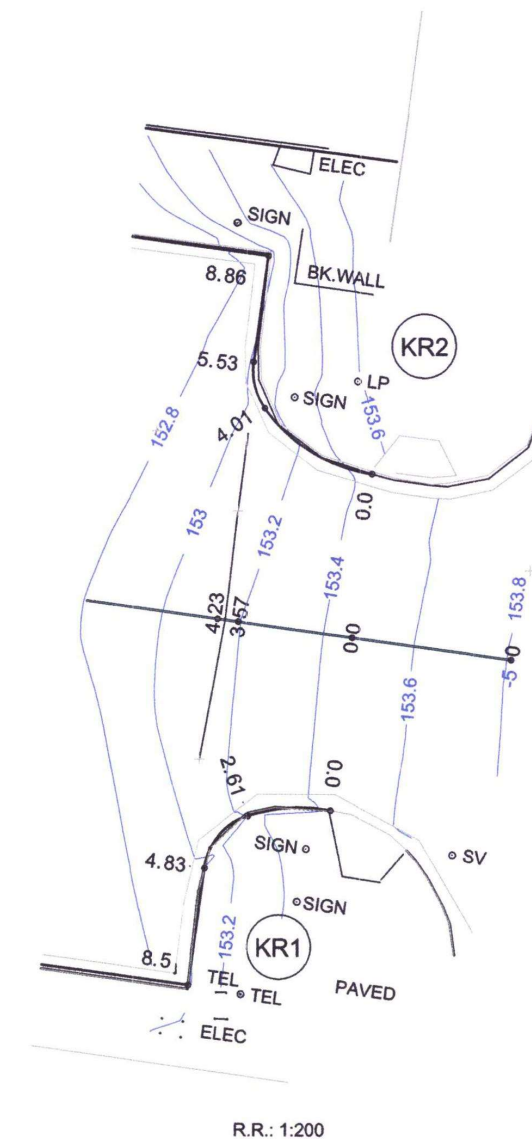 ELEC
SIGN
8.86
BK.WALL
KR2
5.53
LP
SIGN
153.6
4.01
152.8
0.0
153
153.2
153.4
153.8
4.23
3.57
0.0
-5.0
153.6
2.61
0.0
SIGN
SV
4.83
SIGN
153.2
KR1
8.5
TEL
TEL
PAVED
ELEC
R.R.: 1:200